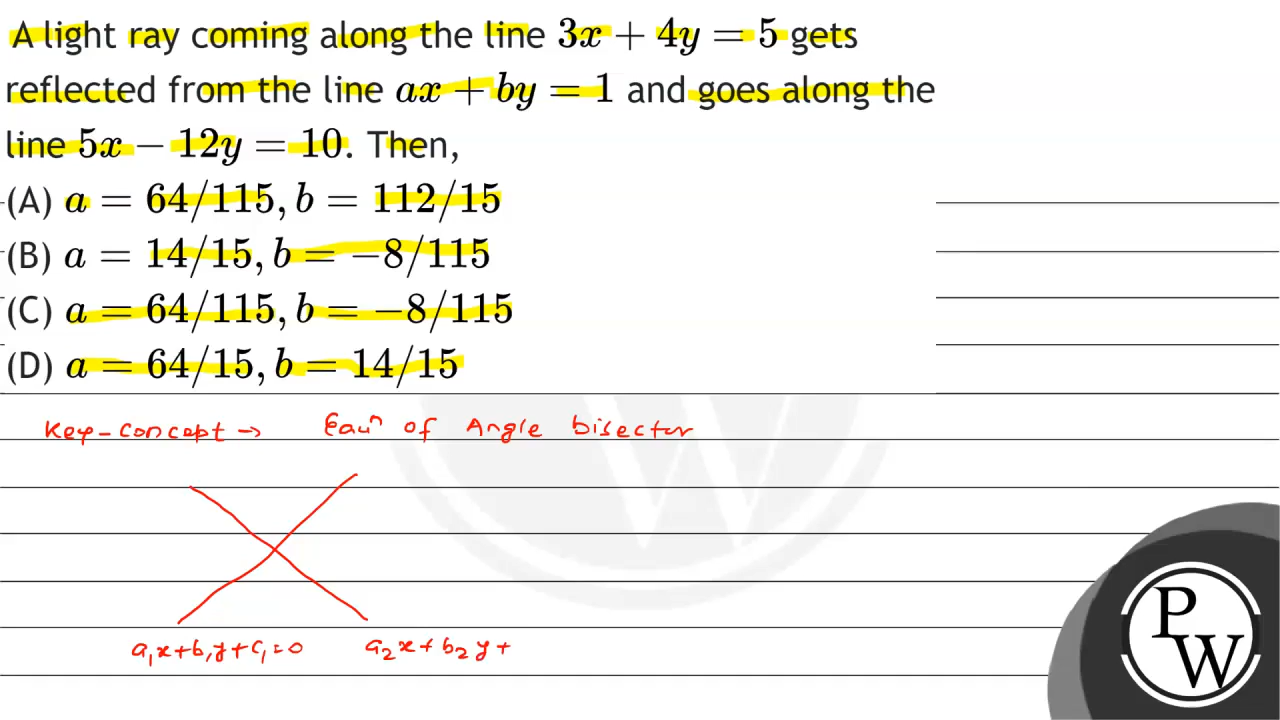 A light ray coming along the line 3x + 4y = 5 gets
reflected from the line ax + by = 1 and goes along the
line 5x − 12y = 10. Then,
(A) a = 64/115, b = 112/15
(B) a = 14/15, b = −8/115
(C) a = 64/115, b = −8/115
(D) a = 64/15, b = 14/15
Key-concept → Eqnⁿ of Angle bisector
a₁x+b₁y+c₁=0 a₂x+b₂y+
P
W